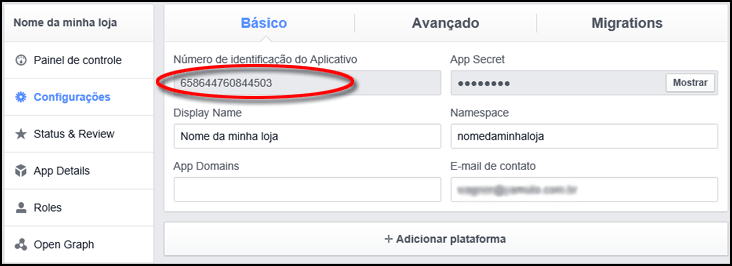 Nome da minha loja
Painel de controle
Configurações
Status & Review
App Details
Roles
Open Graph
Básico Avançado Migrations
Número de identificação do Aplicativo App Secret
658644760844503 ●●●●●●●● Mostrar
Display Name Namespace
Nome da minha loja nomedaminhaloja
App Domains E-mail de contato
+ Adicionar plataforma